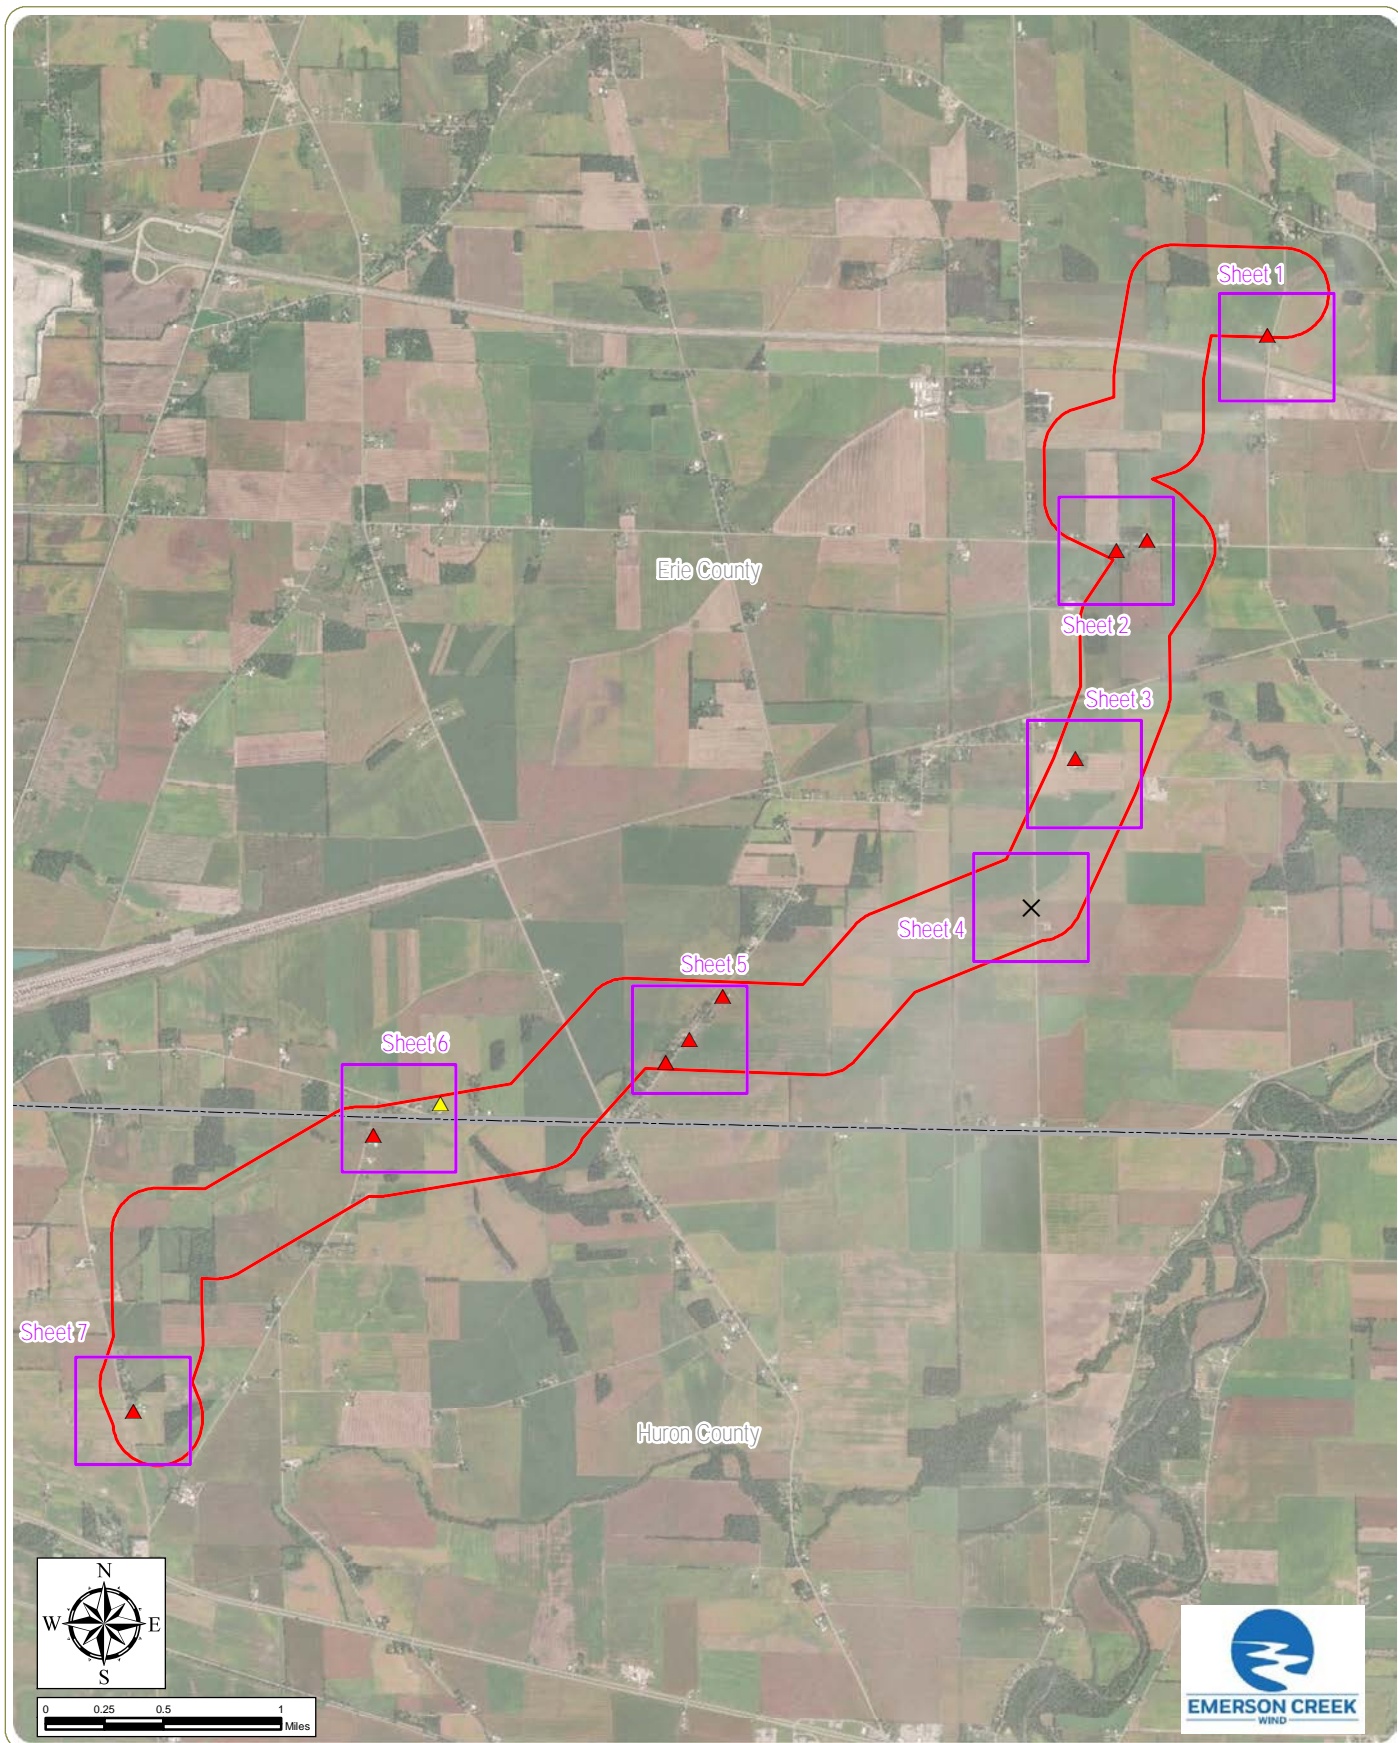 Sheet 1
Erie County
Sheet 2
Sheet 3
Sheet 4
Sheet 5
Sheet 6
Sheet 7
Huron County
N
W E
S
0 0.25 0.5 1
Miles
EMERSON CREEK
WIND